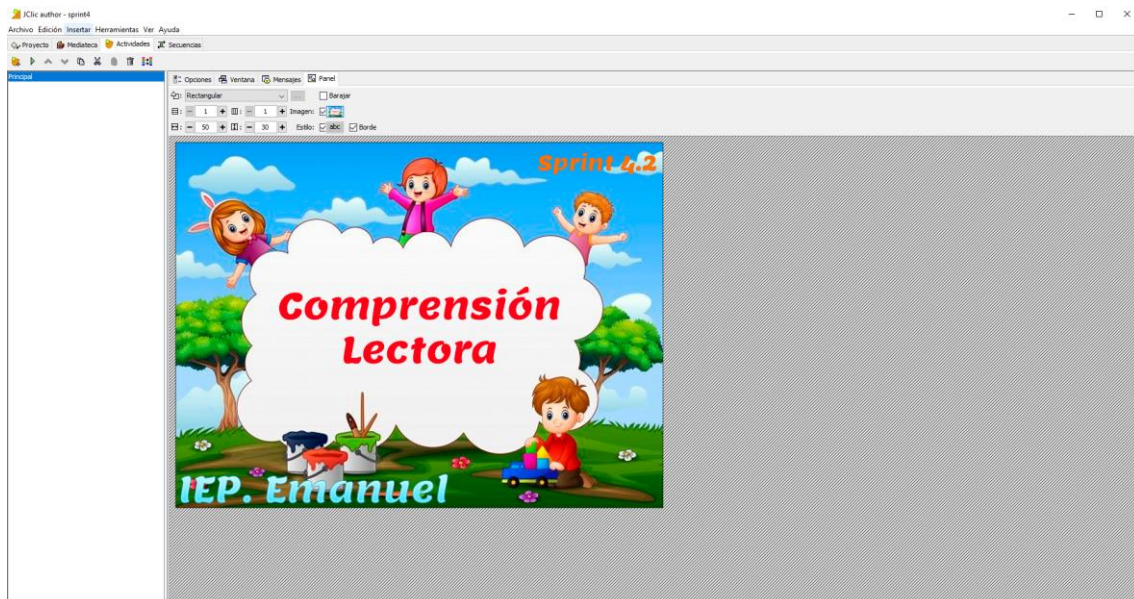 JClic author - sprint4
Archivo Edición Insertar Herramientas Ver Ayuda
Proyecto Mediateca Actividades Secuencias
Principal
Opciones Ventana Mensajes Panel
Rectangular ... Barajar
1 1 Imagen:
50 30 Estilo: abc Borde
Sprint 4.2
Comprensión
Lectora
IEP. Emanuel